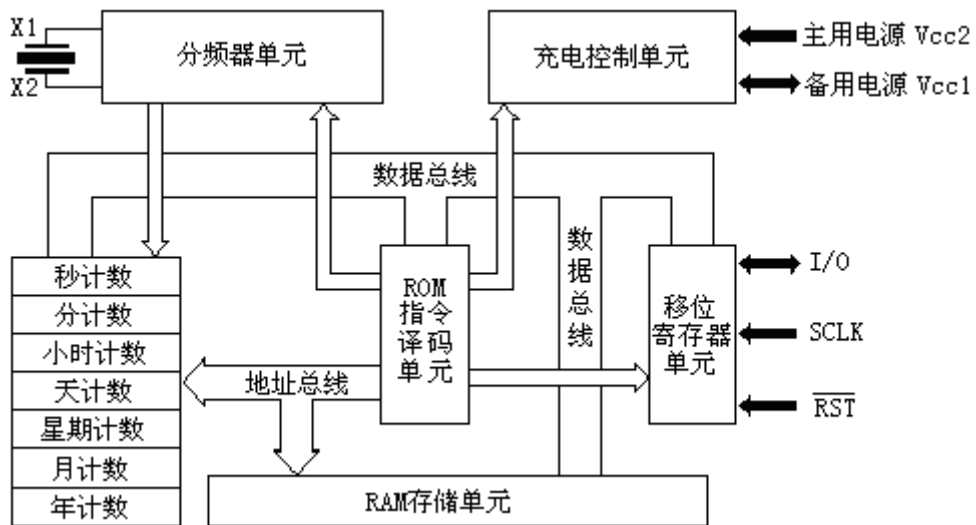 X1
X2
分频器单元
充电控制单元
主用电源 Vcc2
备用电源 Vcc1
数据总线
数据总线
秒计数
分计数
小时计数
天计数
星期计数
月计数
年计数
ROM
指令
译码
单元
移位
寄存器
单元
I/O
SCLK
R̅S̅T̅
地址总线
RAM存储单元